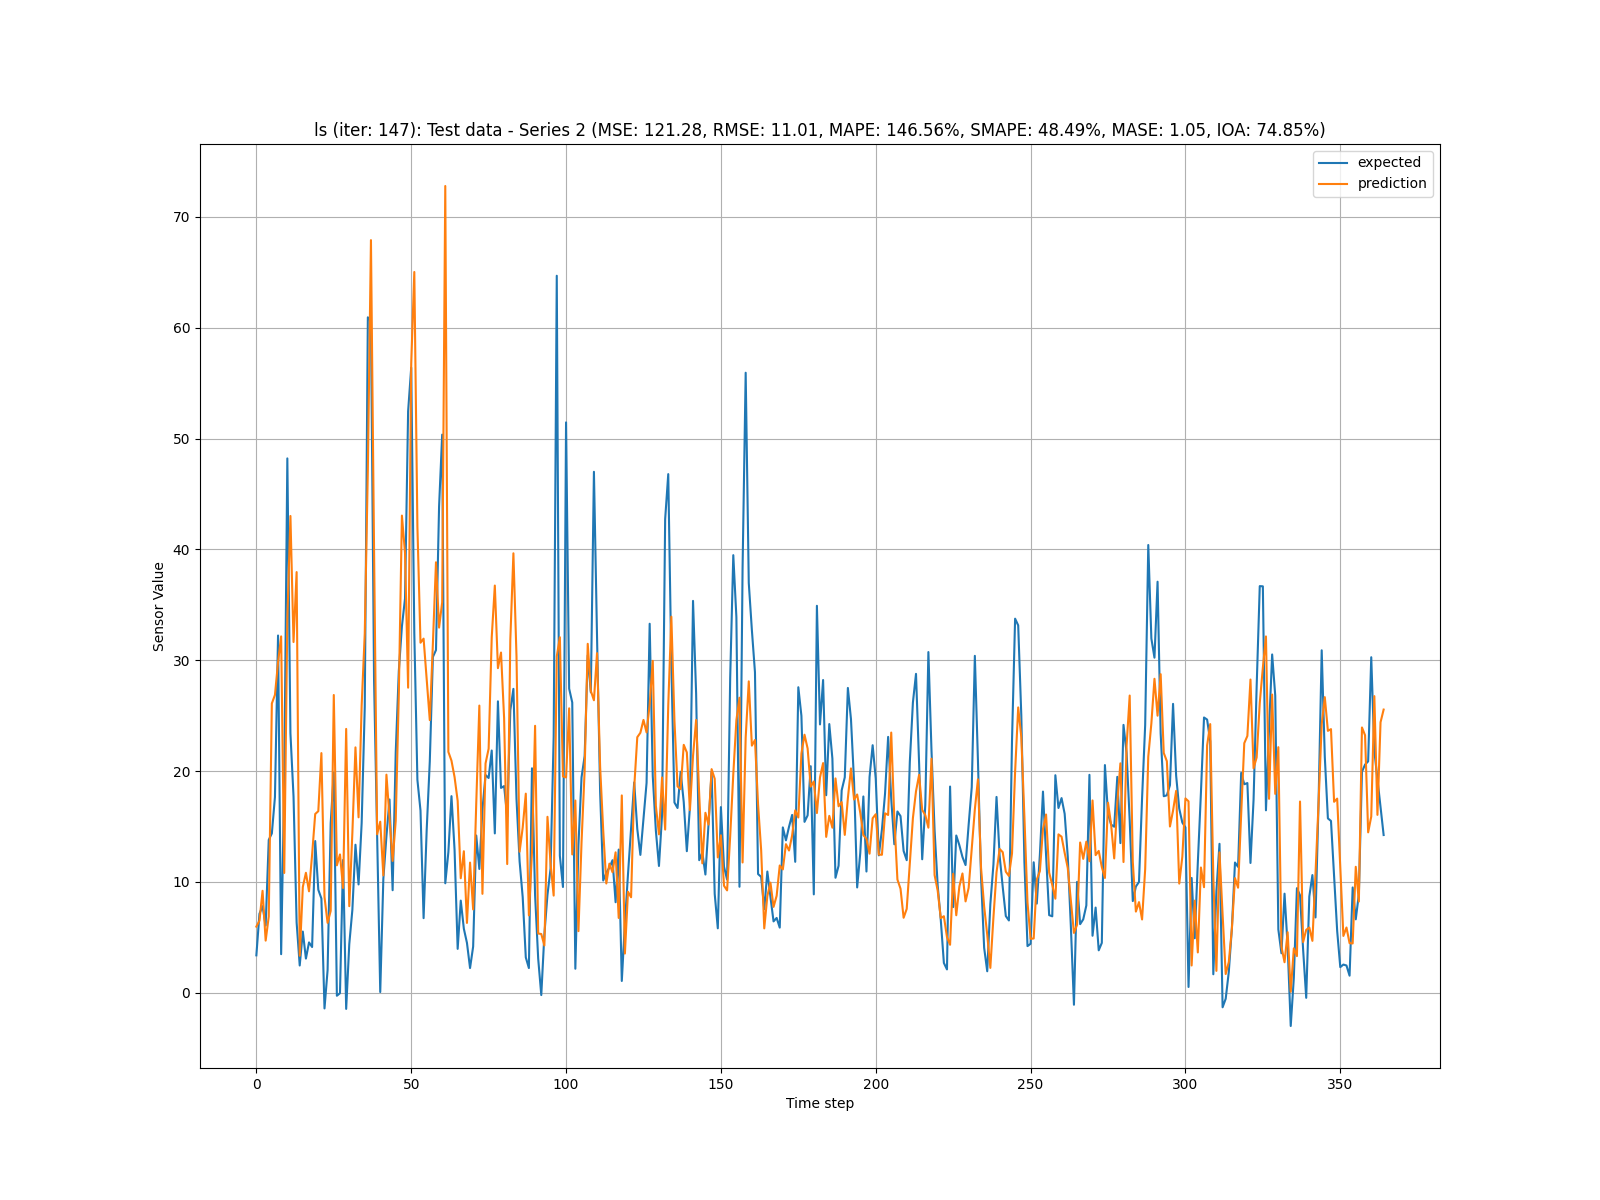 ls (iter: 147): Test data - Series 2 (MSE: 121.28, RMSE: 11.01, MAPE: 146.56%, SMAPE: 48.49%, MASE: 1.05, IOA: 74.85%)
expected
prediction
70
60
50
40
30
20
10
0
Sensor Value
0 50 100 150 200 250 300 350
Time step